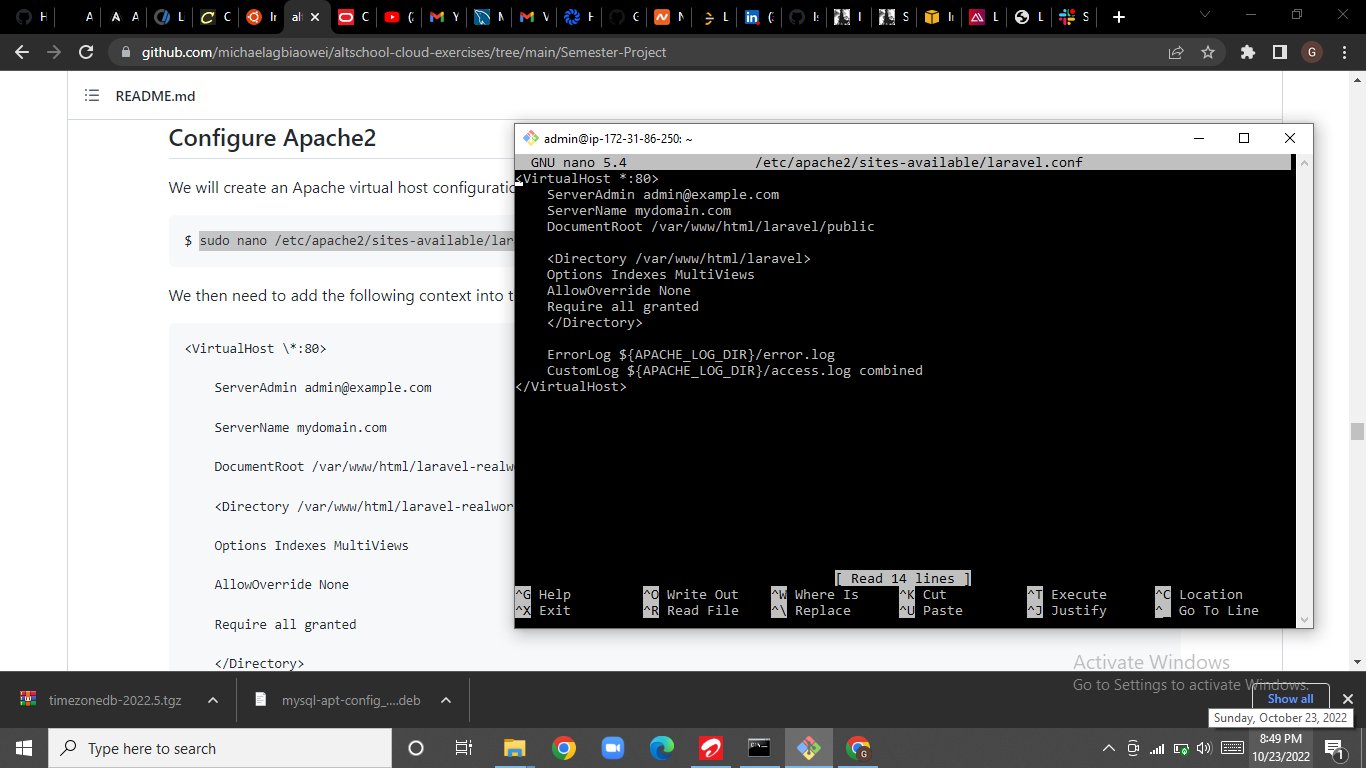 H
A
A
L
C
In
alt
C
(2
Y
M
V
H
G
N
L
(3
Is
I
S
In
L
L
S
github.com/michaelagbiaowei/altschool-cloud-exercises/tree/main/Semester-Project
G
README.md
Configure Apache2
We will create an Apache virtual host configuratio
$ sudo nano /etc/apache2/sites-available/lar
We then need to add the following context into t
<VirtualHost \*:80>
ServerAdmin admin@example.com
ServerName mydomain.com
DocumentRoot /var/www/html/laravel-realw
<Directory /var/www/html/laravel-realwor
Options Indexes MultiViews
AllowOverride None
Require all granted
</Directory>
admin@ip-172-31-86-250: ~
GNU nano 5.4 /etc/apache2/sites-available/laravel.conf
<VirtualHost *:80>
ServerAdmin admin@example.com
ServerName mydomain.com
DocumentRoot /var/www/html/laravel/public
<Directory /var/www/html/laravel>
Options Indexes MultiViews
AllowOverride None
Require all granted
</Directory>
ErrorLog ${APACHE_LOG_DIR}/error.log
CustomLog ${APACHE_LOG_DIR}/access.log combined
</VirtualHost>
[ Read 14 lines ]
^G Help ^O Write Out ^W Where Is ^K Cut ^T Execute ^C Location
^X Exit ^R Read File ^\ Replace ^U Paste ^J Justify ^_ Go To Line
Activate Windows
Go to Settings to activate Windows.
timezonedb-2022.5.tgz
mysql-apt-config_....deb
Show all
Sunday, October 23, 2022
Type here to search
8:49 PM
10/23/2022
1